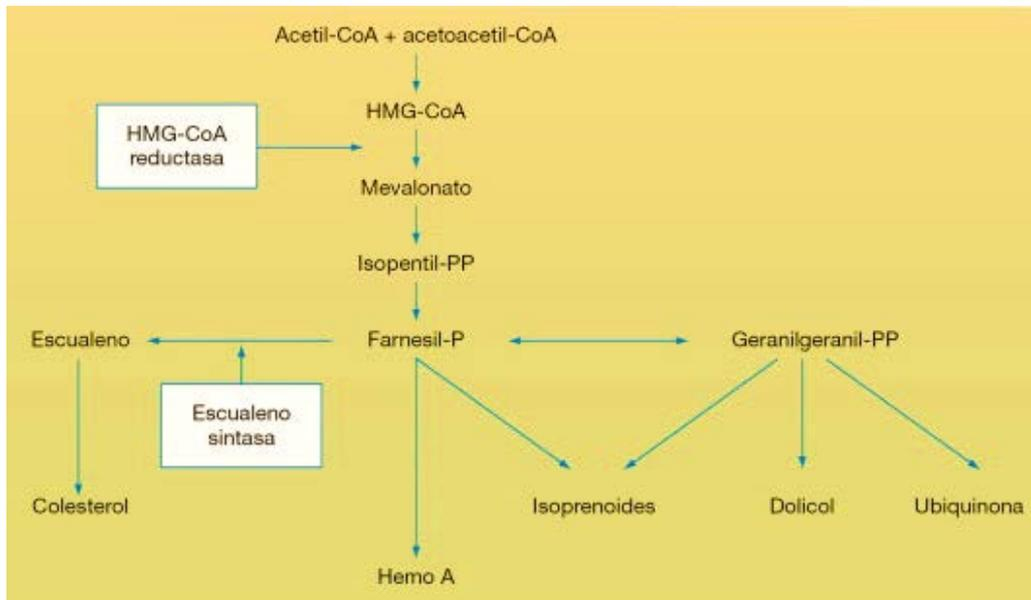 Acetil-CoA + acetoacetil-CoA
HMG-CoA
HMG-CoA
reductasa
Mevalonato
Isopentil-PP
Escualeno
Farnesil-P
Geranilgeranil-PP
Escualeno
sintasa
Colesterol
Isoprenoides
Dolicol
Ubiquinona
Hemo A